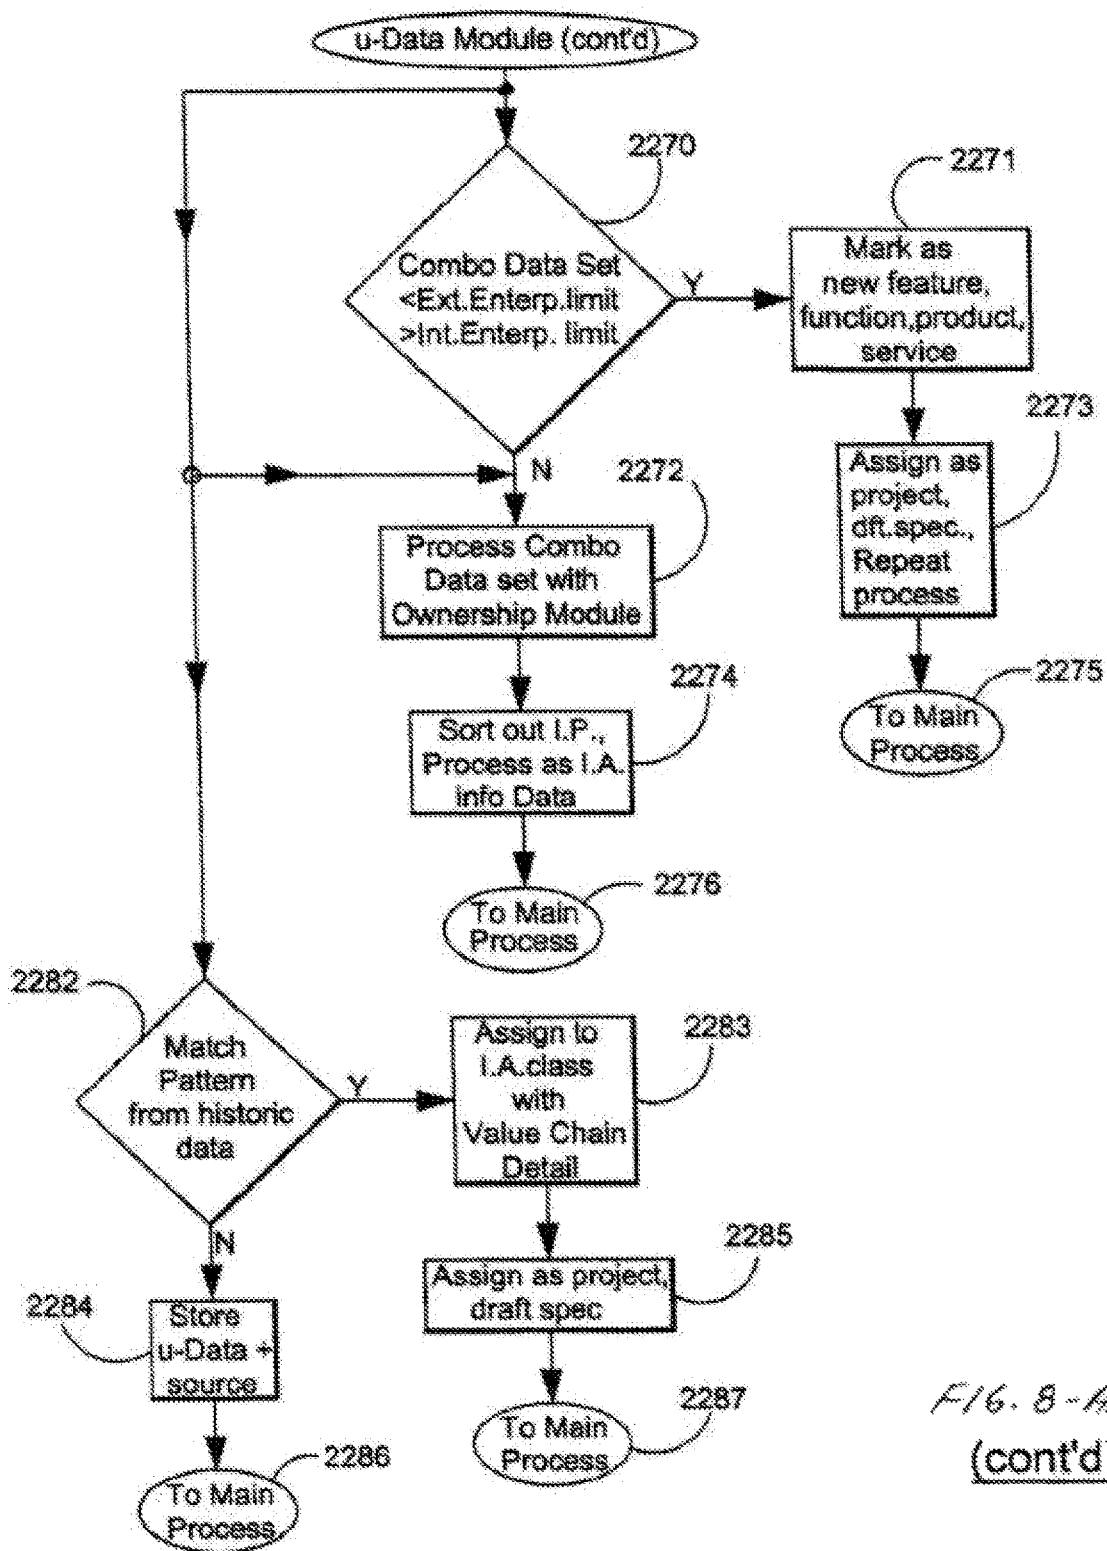 u-Data Module (cont'd)
2270
Combo Data Set
<Ext.Enterp.limit
>Int.Enterp. limit
Y
N
2271
Mark as
new feature,
function,product,
service
2273
Assign as
project,
dft.spec.,
Repeat
process
2275
To Main
Process
2272
Process Combo
Data set with
Ownership Module
2274
Sort out I.P.,
Process as I.A.
info Data
2276
To Main
Process
2282
Match
Pattern
from historic
data
Y
N
2283
Assign to
I.A.class
with
Value Chain
Detail
2285
Assign as project,
draft spec
2287
To Main
Process
2284
Store
u-Data +
source
2286
To Main
Process
FIG. 8-
(cont'd